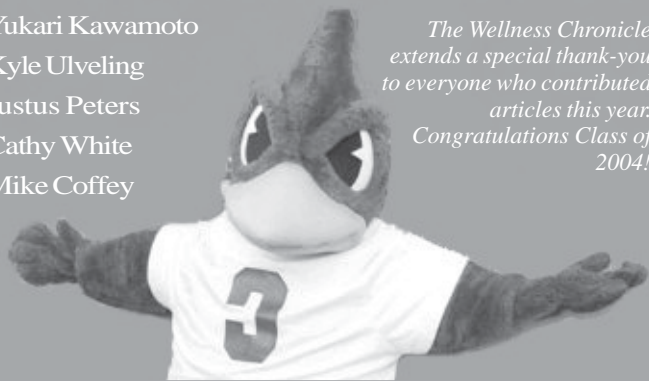 Yukari Kawamoto
Kyle Ulveling
ustus Peters
Cathy White
Mike Coffey
The Wellness Chronicle
extends a special thank-you
to everyone who contributed
articles this year.
Congratulations Class of
2004!